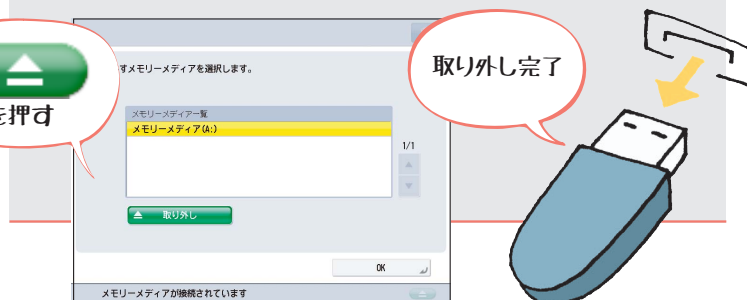 を押す
すメモリーメディアを選択します。
メモリーメディア一覧
メモリーメディア(A:)
1/1
取り外し
OK
メモリーメディアが接続されています
取り外し完了